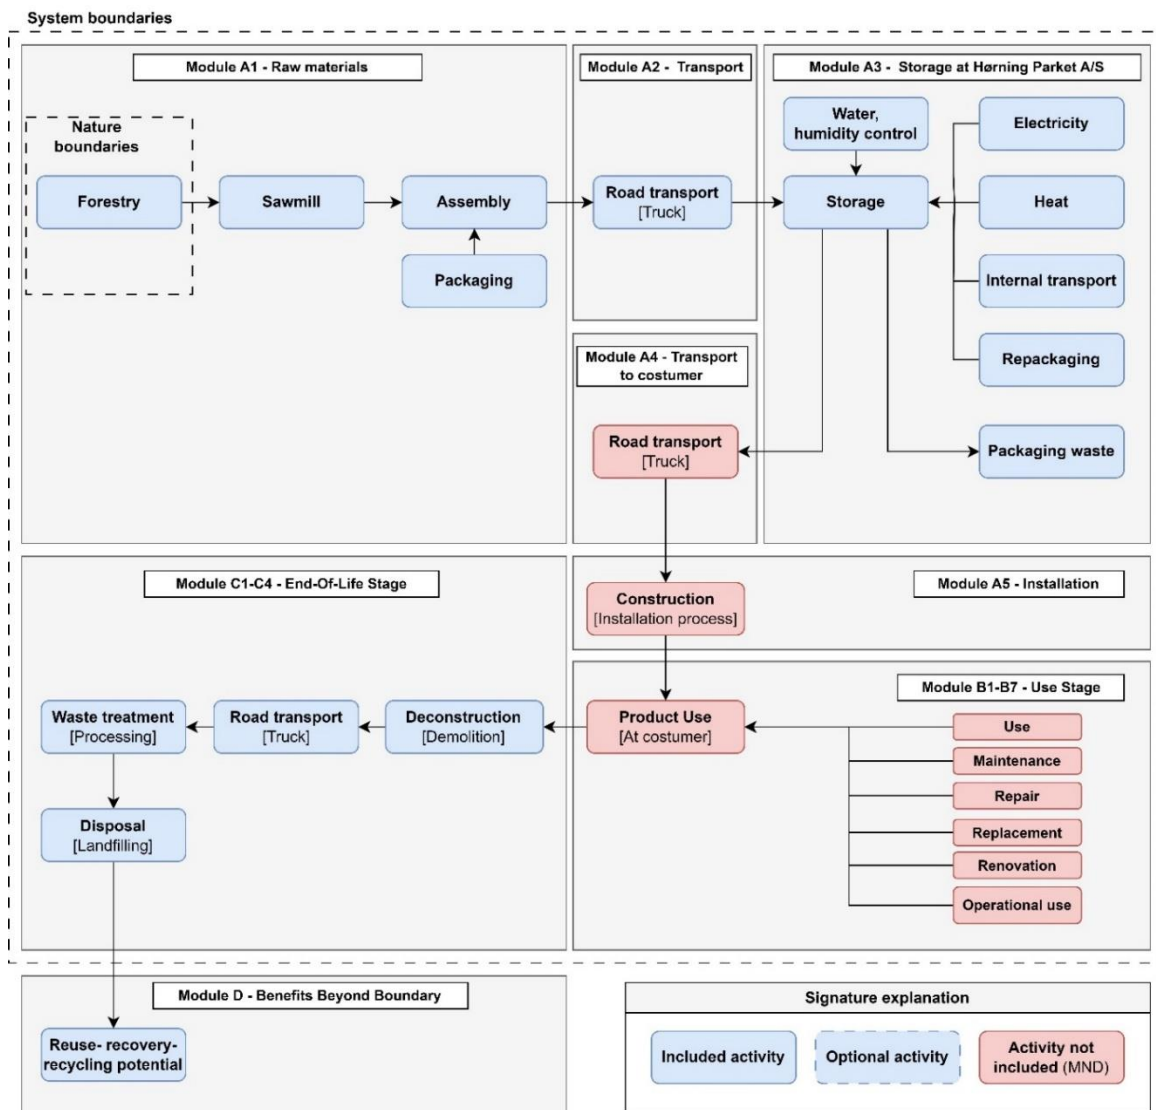 System boundaries
Module A1 - Raw materials
Nature
boundaries
Forestry
Sawmill
Assembly
Packaging
Module A2 - Transport
Road transport
[Truck]
Module A3 - Storage at Hørning Parket A/S
Water,
humidity control
Storage
Electricity
Heat
Internal transport
Repackaging
Packaging waste
Module A4 - Transport
to costumer
Road transport
[Truck]
Module A5 - Installation
Construction
[Installation process]
Module B1-B7 - Use Stage
Product Use
[At costumer]
Use
Maintenance
Repair
Replacement
Renovation
Operational use
Module C1-C4 - End-Of-Life Stage
Deconstruction
[Demolition]
Road transport
[Truck]
Waste treatment
[Processing]
Disposal
[Landfilling]
Module D - Benefits Beyond Boundary
Reuse- recovery-
recycling potential
Signature explanation
Included activity
Optional activity
Activity not
included (MND)